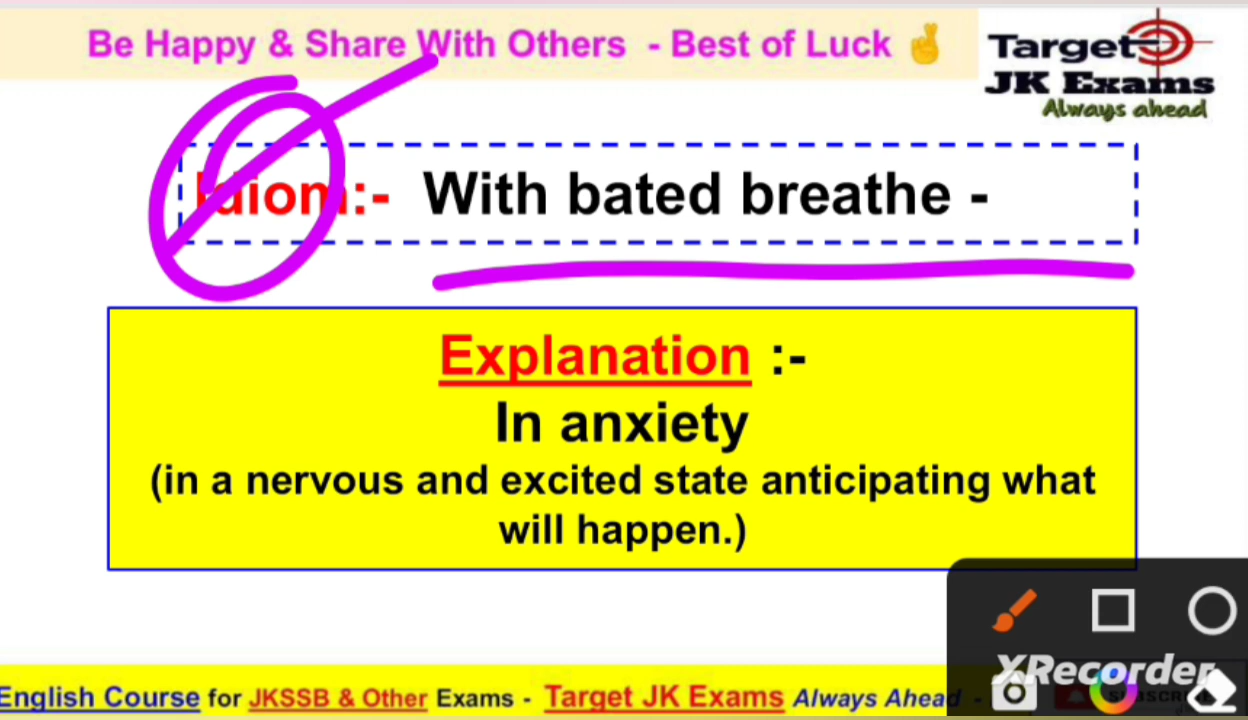 Be Happy & Share With Others - Best of Luck
Target
JK Exams
Always ahead
Idiom:- With bated breathe -
Explanation :-
In anxiety
(in a nervous and excited state anticipating what
will happen.)
XRecorder
English Course for JKSSB & Other Exams - Target JK Exams Always Ahead -